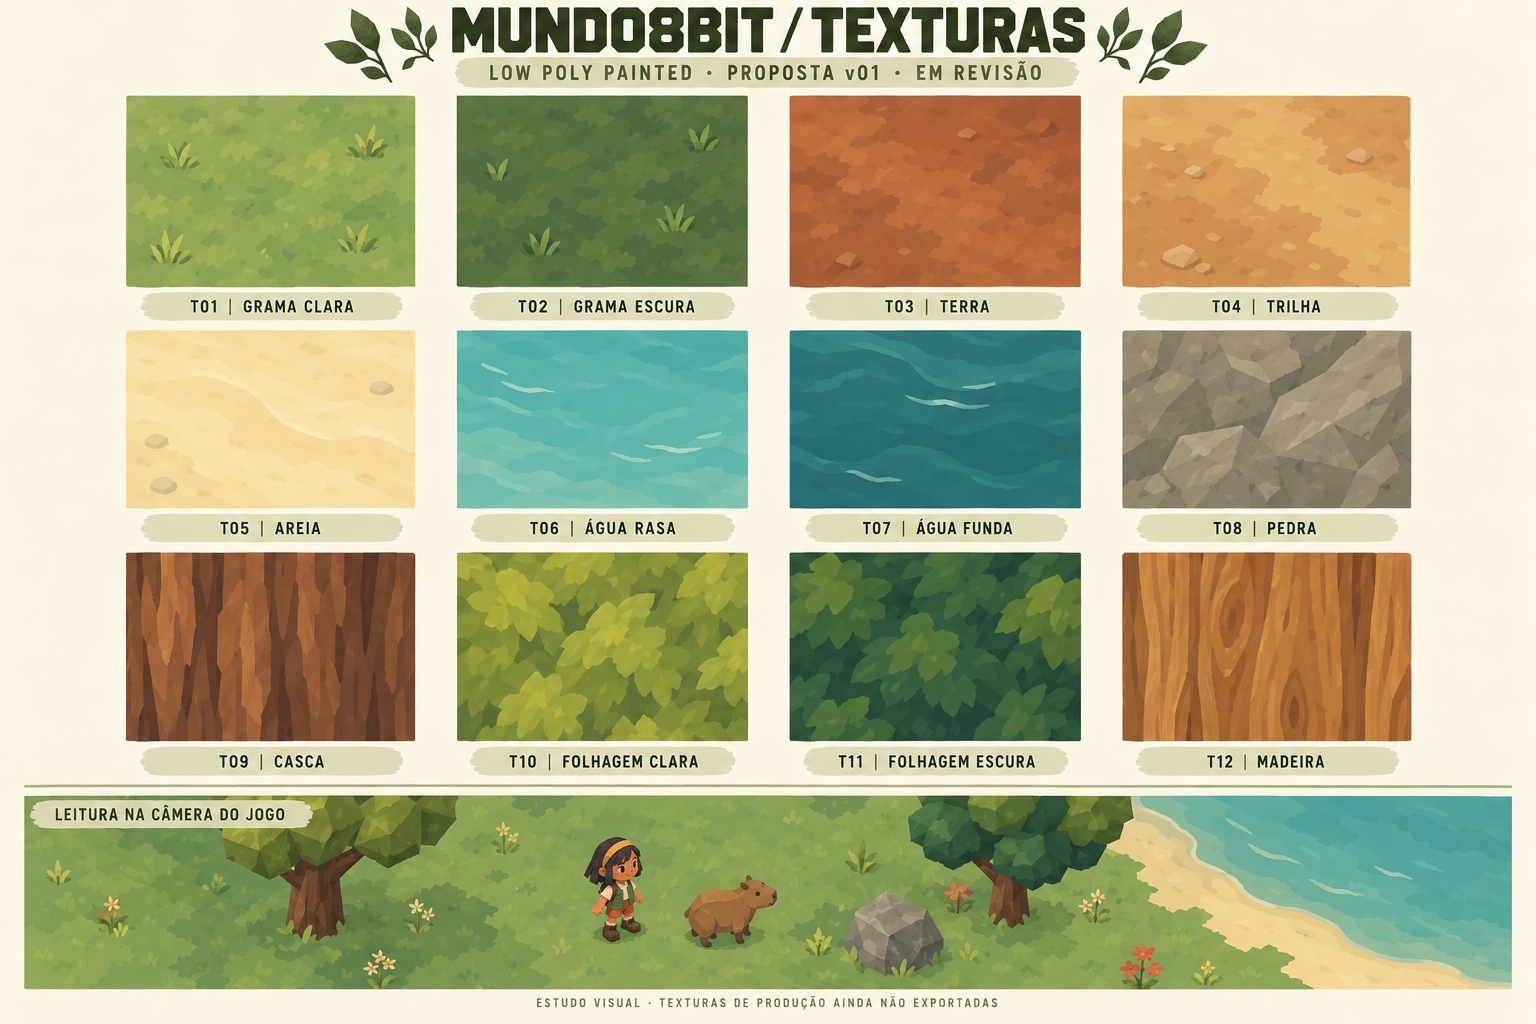 MUNDO8BIT / TEXTURAS
LOW POLY PAINTED · PROPOSTA v01 · EM REVISÃO
T01 | GRAMA CLARA
T02 | GRAMA ESCURA
T03 | TERRA
T04 | TRILHA
T05 | AREIA
T06 | ÁGUA RASA
T07 | ÁGUA FUNDA
T08 | PEDRA
T09 | CASCA
T10 | FOLHAGEM CLARA
T11 | FOLHAGEM ESCURA
T12 | MADEIRA
LEITURA NA CÂMERA DO JOGO
ESTUDO VISUAL · TEXTURAS DE PRODUÇÃO AINDA NÃO EXPORTADAS